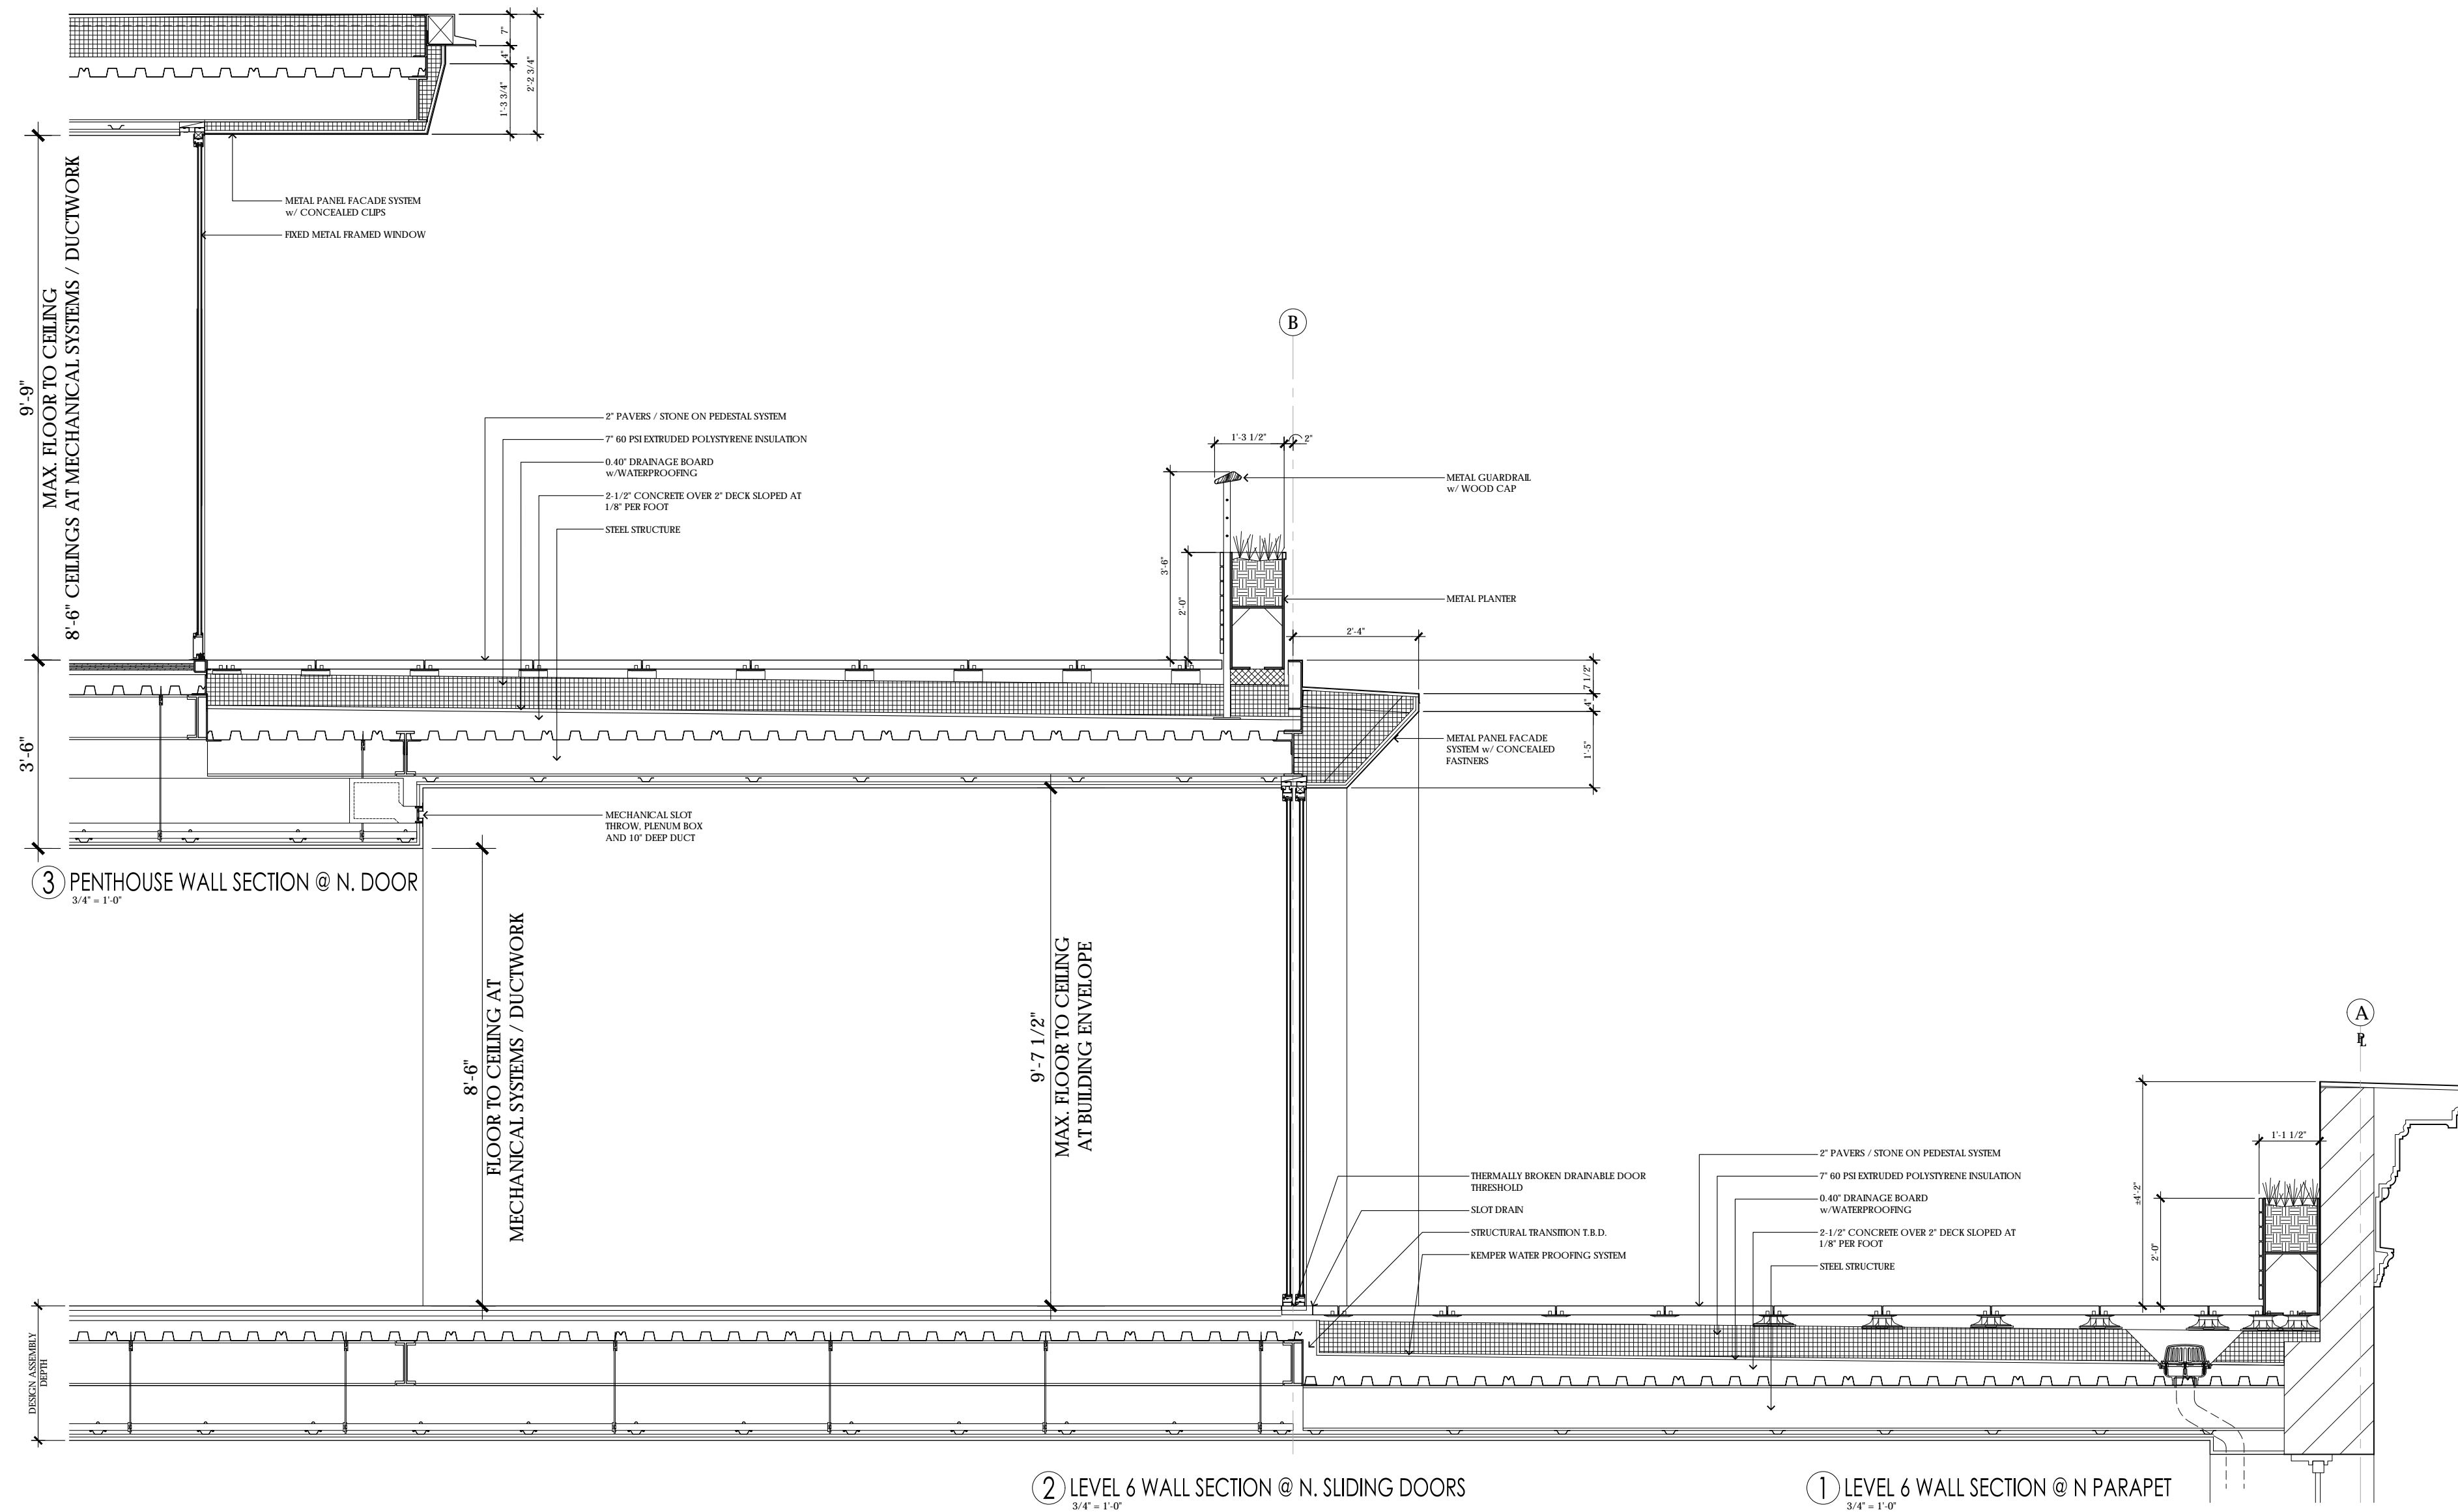 7"
4"
1'-3 3/4"
2'-2 3/4"
9'-9"
MAX. FLOOR TO CEILING
8'-6" CEILINGS AT MECHANICAL SYSTEMS / DUCTWORK
METAL PANEL FACADE SYSTEM
w/ CONCEALED CLIPS
FIXED METAL FRAMED WINDOW
B
2" PAVERS / STONE ON PEDESTAL SYSTEM
7" 60 PSI EXTRUDED POLYSTYRENE INSULATION
0.40" DRAINAGE BOARD
w/WATERPROOFING
2-1/2" CONCRETE OVER 2" DECK SLOPED AT
1/8" PER FOOT
STEEL STRUCTURE
1'-3 1/2"
2"
METAL GUARDRAIL
w/ WOOD CAP
3'-6"
2'-0"
METAL PLANTER
2'-4"
7 1/2"
4"
1'-5"
METAL PANEL FACADE
SYSTEM w/ CONCEALED
FASTNERS
3'-6"
MECHANICAL SLOT
THROW, PLENUM BOX
AND 10" DEEP DUCT
3 PENTHOUSE WALL SECTION @ N. DOOR
3/4" = 1'-0"
8'-6"
FLOOR TO CEILING AT
MECHANICAL SYSTEMS / DUCTWORK
9'-7 1/2"
MAX. FLOOR TO CEILING
AT BUILDING ENVELOPE
A
PL
±4'-2"
1'-1 1/2"
2'-0"
THERMALLY BROKEN DRAINABLE DOOR
THRESHOLD
SLOT DRAIN
STRUCTURAL TRANSITION T.B.D.
KEMPER WATER PROOFING SYSTEM
2" PAVERS / STONE ON PEDESTAL SYSTEM
7" 60 PSI EXTRUDED POLYSTYRENE INSULATION
0.40" DRAINAGE BOARD
w/WATERPROOFING
2-1/2" CONCRETE OVER 2" DECK SLOPED AT
1/8" PER FOOT
STEEL STRUCTURE
DESIGN ASSEMBLY
DEPTH
2 LEVEL 6 WALL SECTION @ N. SLIDING DOORS
3/4" = 1'-0"
1 LEVEL 6 WALL SECTION @ N PARAPET
3/4" = 1'-0"